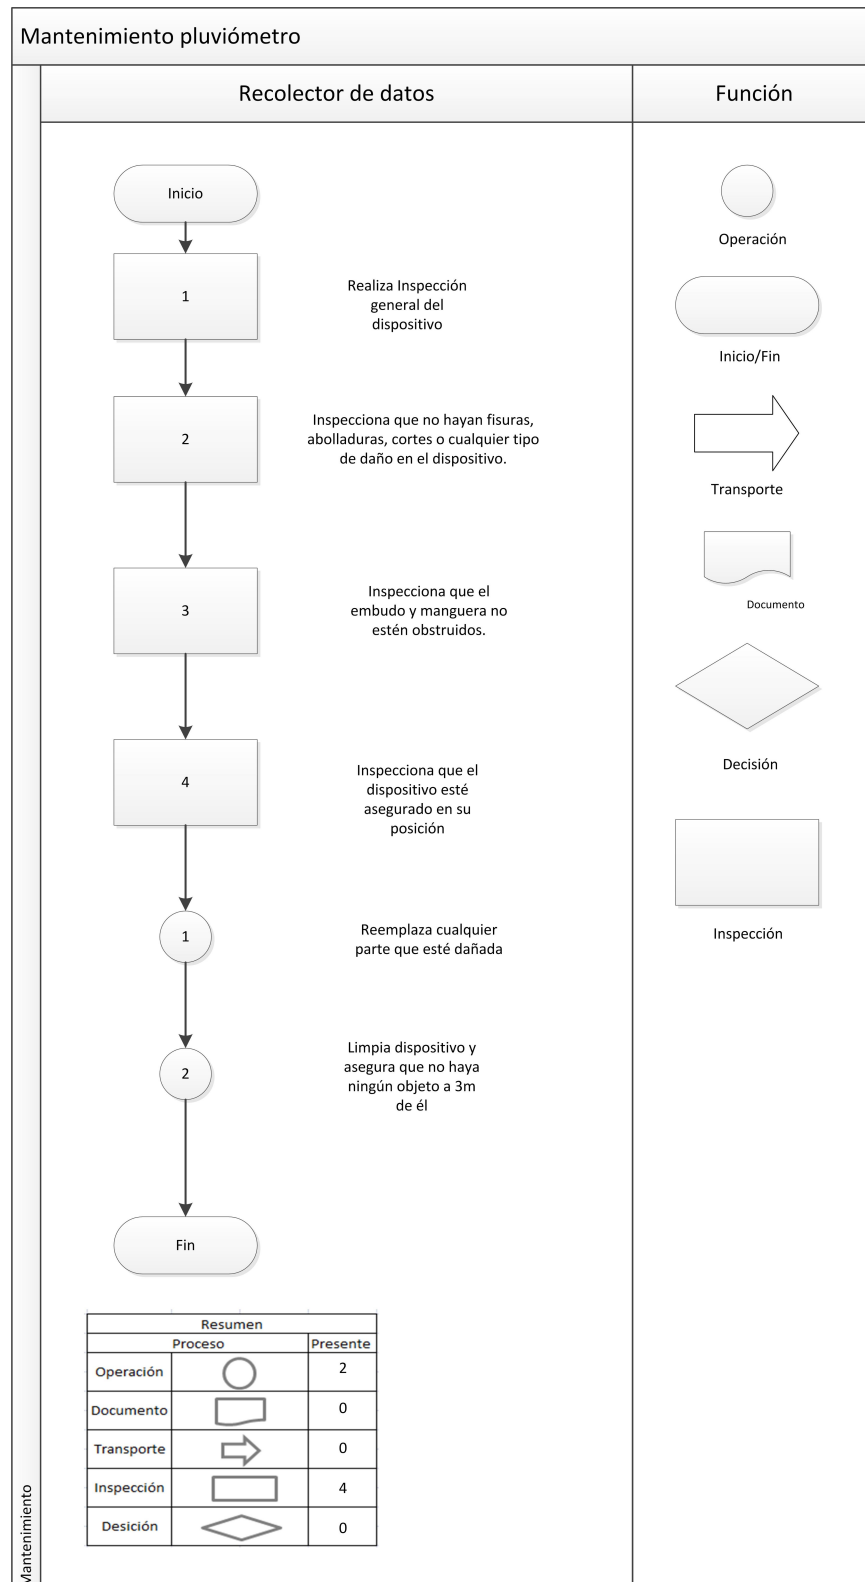 Mantenimiento pluviómetro
Recolector de datos
Función
Inicio
1
Realiza Inspección
general del
dispositivo
2
Inspecciona que no hayan fisuras,
abolladuras, cortes o cualquier tipo
de daño en el dispositivo.
3
Inspecciona que el
embudo y manguera no
estén obstruidos.
4
Inspecciona que el
dispositivo esté
asegurado en su
posición
1
Reemplaza cualquier
parte que esté dañada
2
Limpia dispositivo y
asegura que no haya
ningún objeto a 3m
de él
Fin
Operación
Inicio/Fin
Transporte
Documento
Decisión
Inspección
Resumen
Proceso Presente
Operación 2
Documento 0
Transporte 0
Inspección 4
Desición 0
Mantenimiento